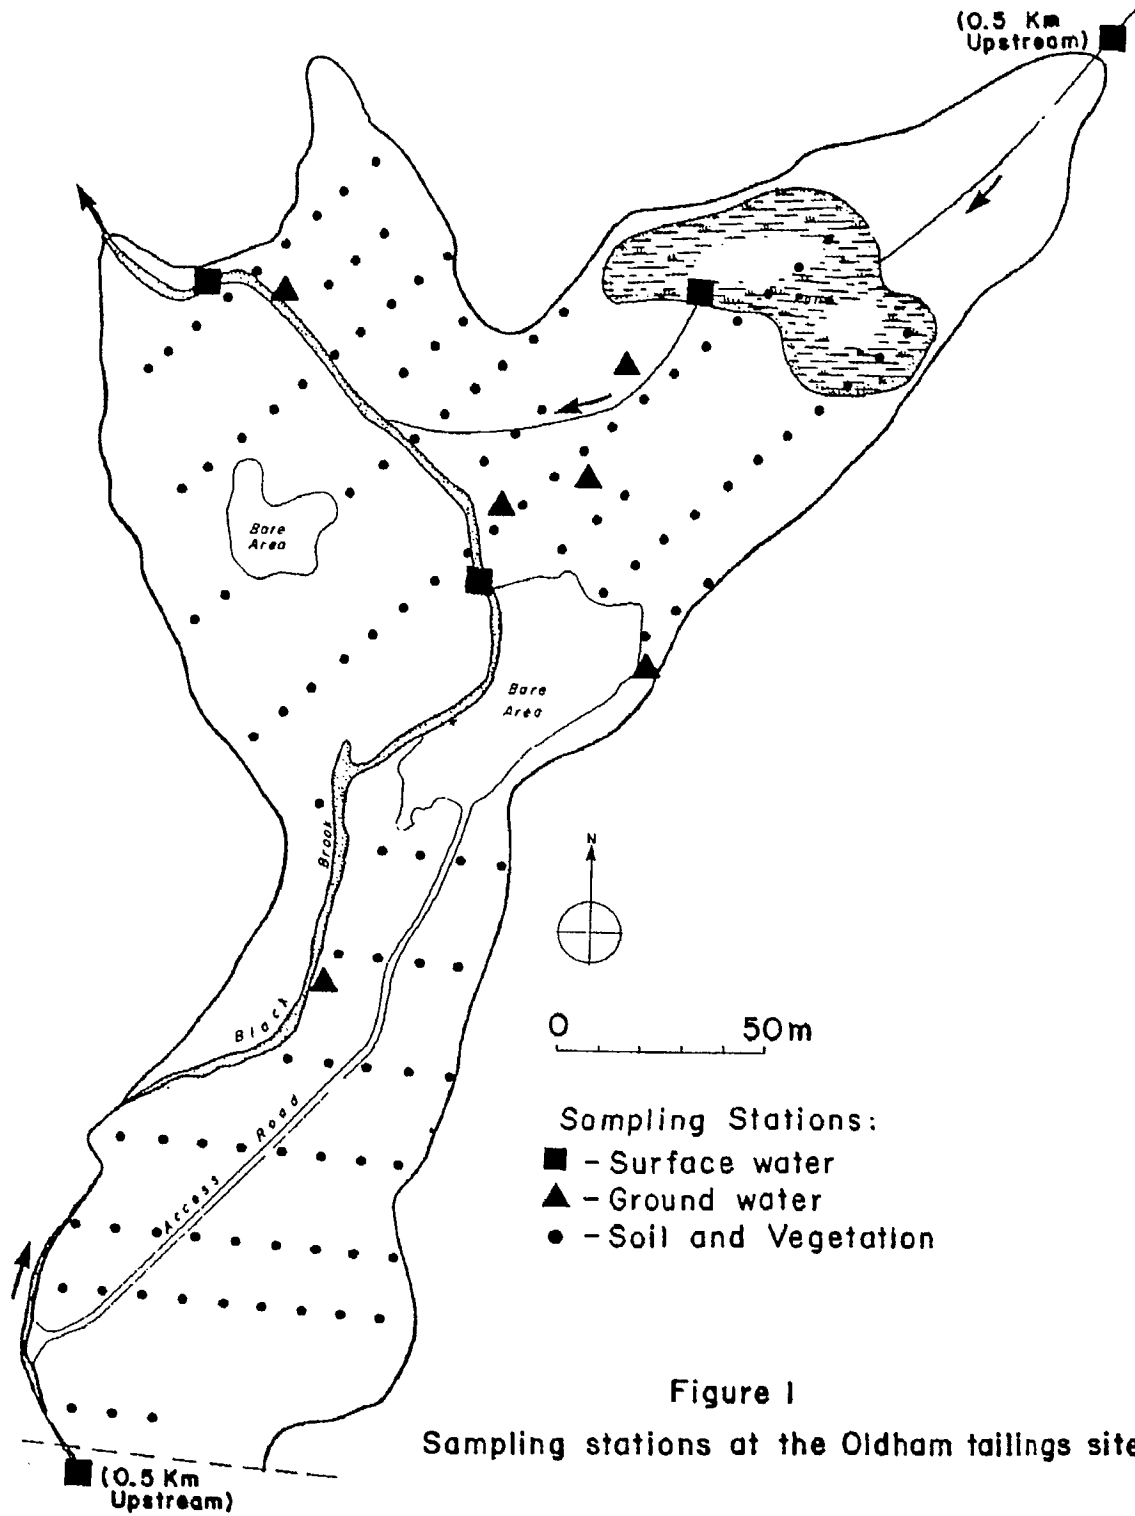 (0.5 Km
Upstream)
Pond
Bare
Area
Bare
Area
Brook
Black
N
0 50m
Access Road
Sampling Stations:
- Surface water
- Ground water
- Soil and Vegetation
Figure 1
Sampling stations at the Oldham tailings site
(0.5 Km
Upstream)